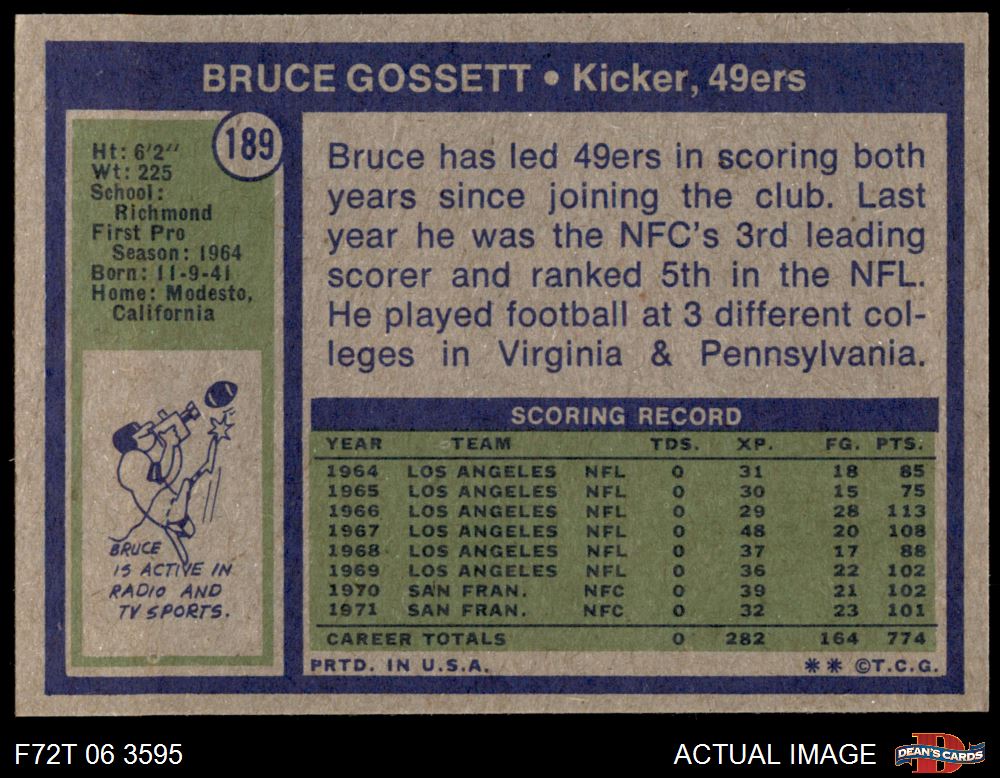 BRUCE GOSSETT • Kicker, 49ers
189
Ht: 6'2"
Wt: 225
School:
Richmond
First Pro
Season: 1964
Born: 11-9-41
Home: Modesto,
California
BRUCE
IS ACTIVE IN
RADIO AND
TV SPORTS.
Bruce has led 49ers in scoring both
years since joining the club. Last
year he was the NFC's 3rd leading
scorer and ranked 5th in the NFL.
He played football at 3 different col-
leges in Virginia & Pennsylvania.
SCORING RECORD
YEAR TEAM TDS. XP. FG. PTS.
1964 LOS ANGELES NFL 0 31 18 85
1965 LOS ANGELES NFL 0 30 15 75
1966 LOS ANGELES NFL 0 29 28 113
1967 LOS ANGELES NFL 0 48 20 108
1968 LOS ANGELES NFL 0 37 17 88
1969 LOS ANGELES NFL 0 36 22 102
1970 SAN FRAN. NFC 0 39 21 102
1971 SAN FRAN. NFC 0 32 23 101
CAREER TOTALS 0 282 164 774
PRTD. IN U.S.A. ** ©T.C.G.
F72T 06 3595 ACTUAL IMAGE DEAN'S CARDS